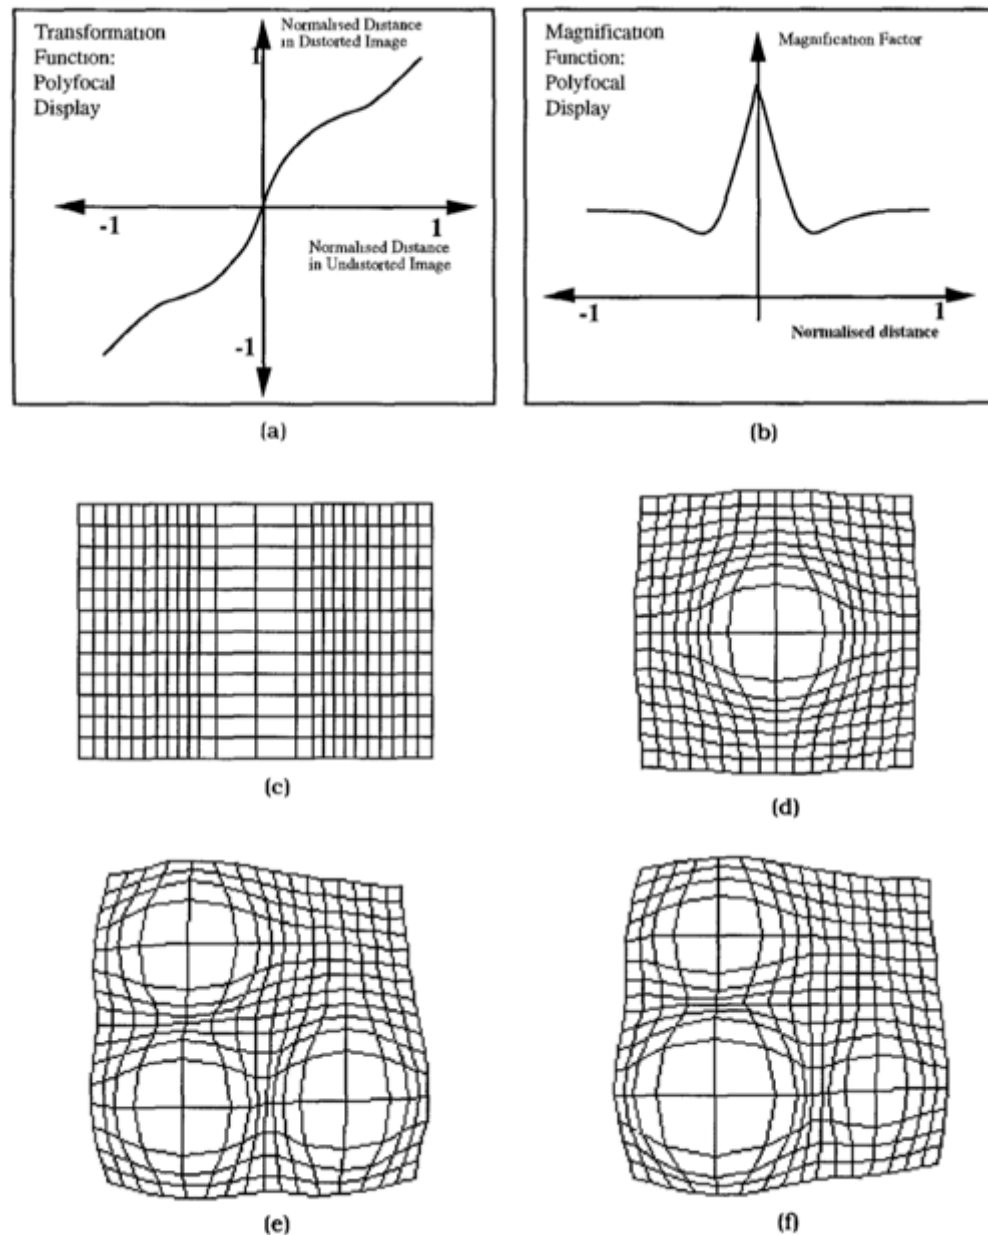 Transformation
Function:
Polyfocal
Display
Normalised Distance
in Distorted Image
1
-1
1
Normalised Distance
in Undistorted Image
-1
(a)
Magnification
Function:
Polyfocal
Display
Magnification Factor
-1
1
Normalised distance
(b)
(c)
(d)
(e)
(f)